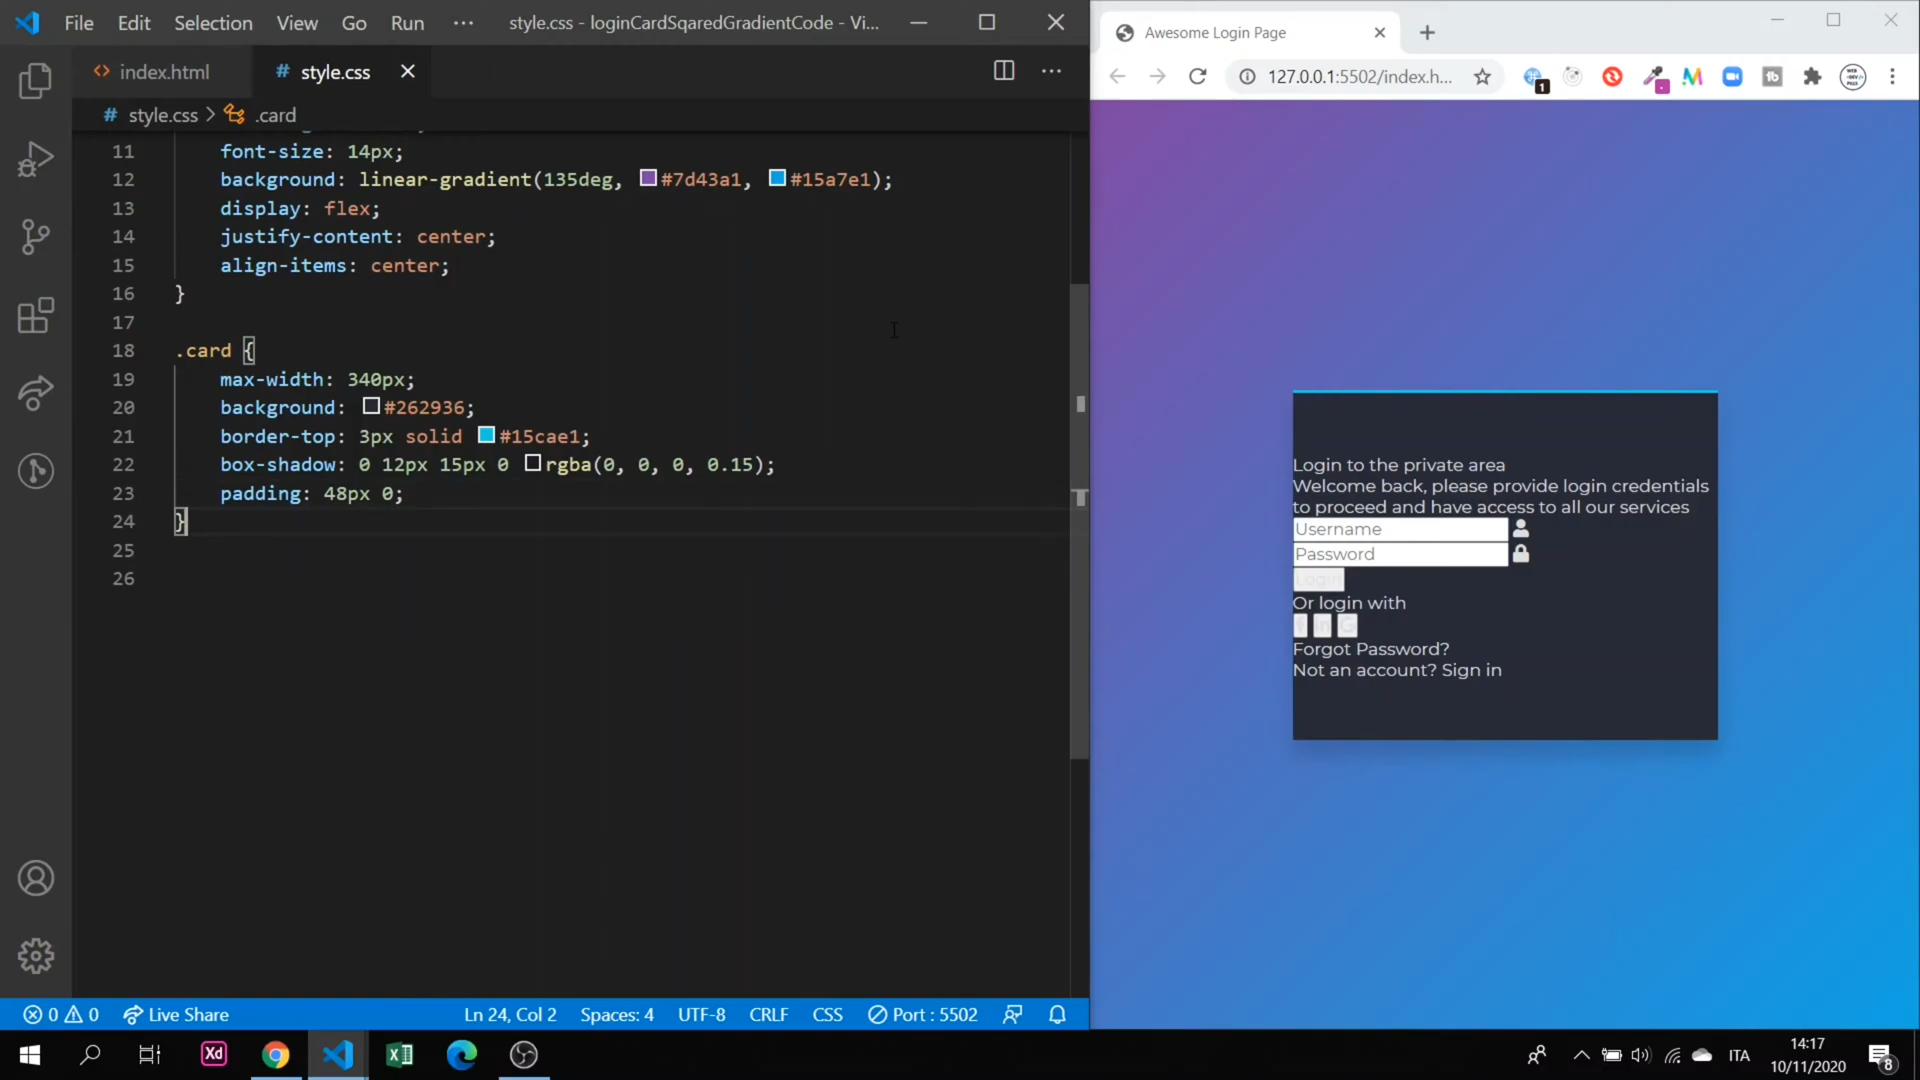 File Edit Selection View Go Run ··· style.css - loginCardSqaredGradientCode - Vi...
index.html # style.css
# style.css > .card
11 font-size: 14px;
12 background: linear-gradient(135deg, #7d43a1, #15a7e1);
13 display: flex;
14 justify-content: center;
15 align-items: center;
16 }
17
18 .card {
19 max-width: 340px;
20 background: #262936;
21 border-top: 3px solid #15cae1;
22 box-shadow: 0 12px 15px 0 rgba(0, 0, 0, 0.15);
23 padding: 48px 0;
24 }
25
26
0 0 Live Share Ln 24, Col 2 Spaces: 4 UTF-8 CRLF CSS Port : 5502
Awesome Login Page
127.0.0.1:5502/index.h...
1
Login to the private area
Welcome back, please provide login credentials
to proceed and have access to all our services
Username
Password
Login
Or login with
in G
Forgot Password?
Not an account? Sign in
Xd
ITA
14:17
10/11/2020
8